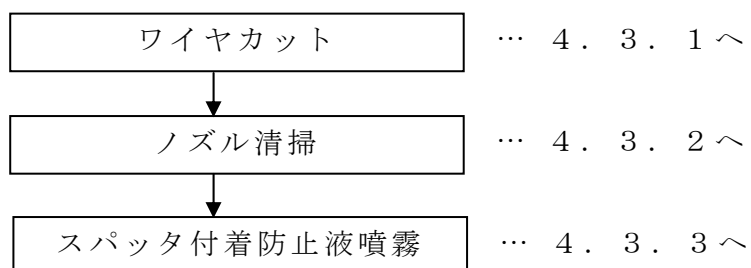 ワイヤカット … ４．３．１へ
ノズル清掃 … ４．３．２へ
スパッタ付着防止液噴霧 … ４．３．３へ